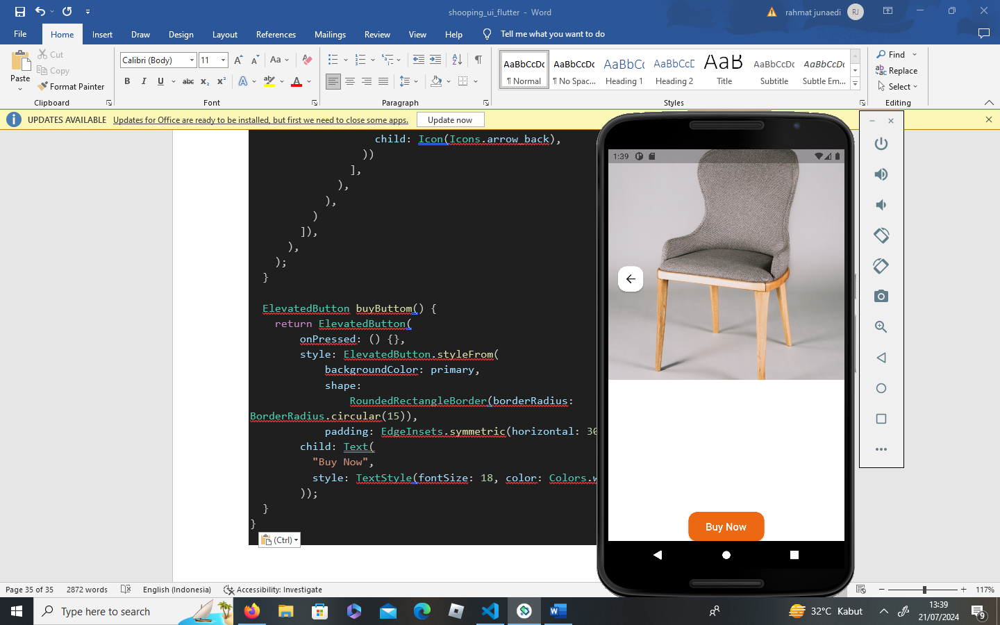 shooping_ui_flutter - Word
rahmat junaedi
RJ
File Home Insert Draw Design Layout References Mailings Review View Help Tell me what you want to do
Paste
Cut
Copy
Format Painter
Clipboard
Calibri (Body) 11
Font
Paragraph
AaBbCcDc AaBbCcDc AaBbCc AaBbCcD AaB AaBbCcDc AaBbCcDc
¶ Normal ¶ No Spac... Heading 1 Heading 2 Title Subtitle Subtle Em...
Styles
Find
Replace
Select
Editing
UPDATES AVAILABLE Updates for Office are ready to be installed, but first we need to close some apps. Update now
child: Icon(Icons.arrow_back),
))
],
),
),
)
]),
),
);
}
ElevatedButton buyButtom() {
return ElevatedButton(
onPressed: () {},
style: ElevatedButton.styleFrom(
backgroundColor: primary,
shape:
RoundedRectangleBorder(borderRadius:
BorderRadius.circular(15)),
padding: EdgeInsets.symmetric(horizontal: 30
child: Text(
"Buy Now",
style: TextStyle(fontSize: 18, color: Colors.w
));
}
}
(Ctrl)
1:39
Buy Now
Page 35 of 35 2872 words English (Indonesia) Accessibility: Investigate
117%
Type here to search
32°C Kabut
13:39
21/07/2024
9